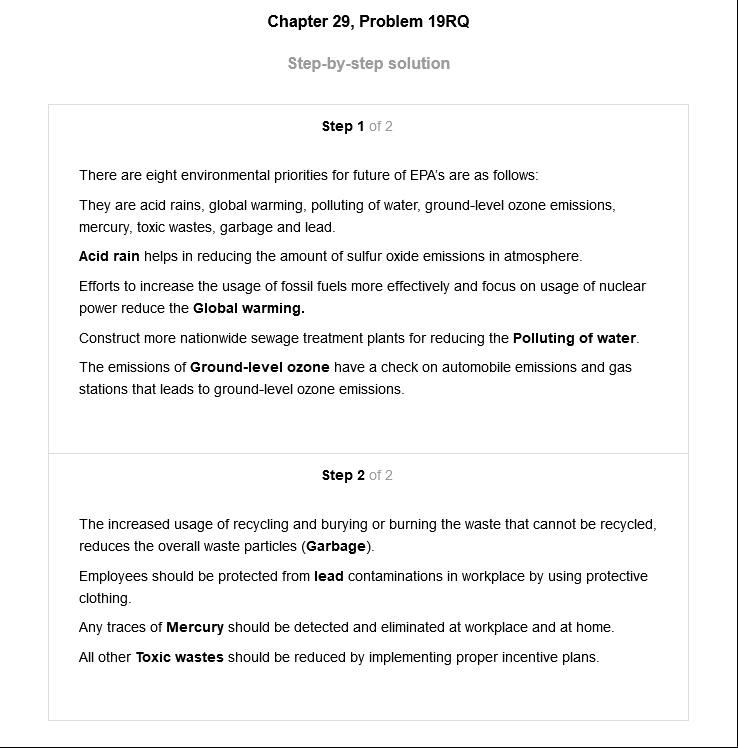 Chapter 29, Problem 19RQ
Step-by-step solution
Step 1 of 2
There are eight environmental priorities for future of EPA's are as follows:
They are acid rains, global warming, polluting of water, ground-level ozone emissions,
mercury, toxic wastes, garbage and lead.
Acid rain helps in reducing the amount of sulfur oxide emissions in atmosphere.
Efforts to increase the usage of fossil fuels more effectively and focus on usage of nuclear
power reduce the Global warming.
Construct more nationwide sewage treatment plants for reducing the Polluting of water.
The emissions of Ground-level ozone have a check on automobile emissions and gas
stations that leads to ground-level ozone emissions.
Step 2 of 2
The increased usage of recycling and burying or burning the waste that cannot be recycled,
reduces the overall waste particles (Garbage).
Employees should be protected from lead contaminations in workplace by using protective
clothing.
Any traces of Mercury should be detected and eliminated at workplace and at home.
All other Toxic wastes should be reduced by implementing proper incentive plans.